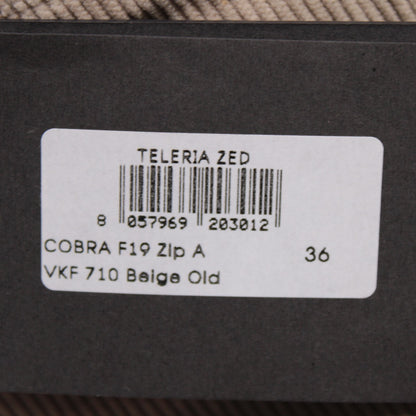 TELERIA ZED
8 057969 203012
COBRA F19 Zip A 36
VKF 710 Beige Old